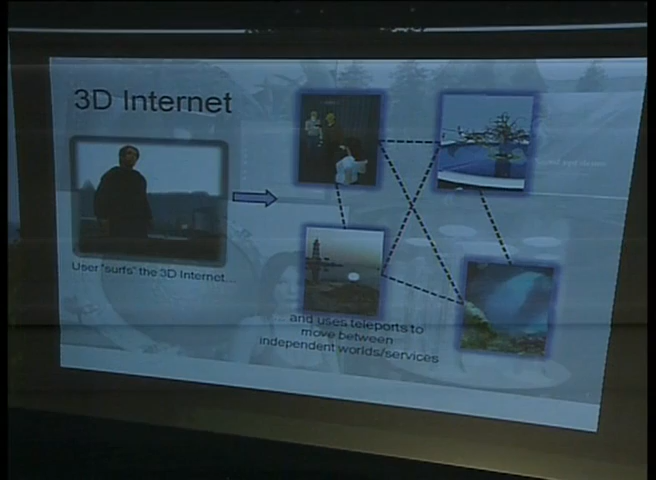 3D Internet
User "surfs" the 3D Internet...
and uses teleports to
move between
independent worlds/services